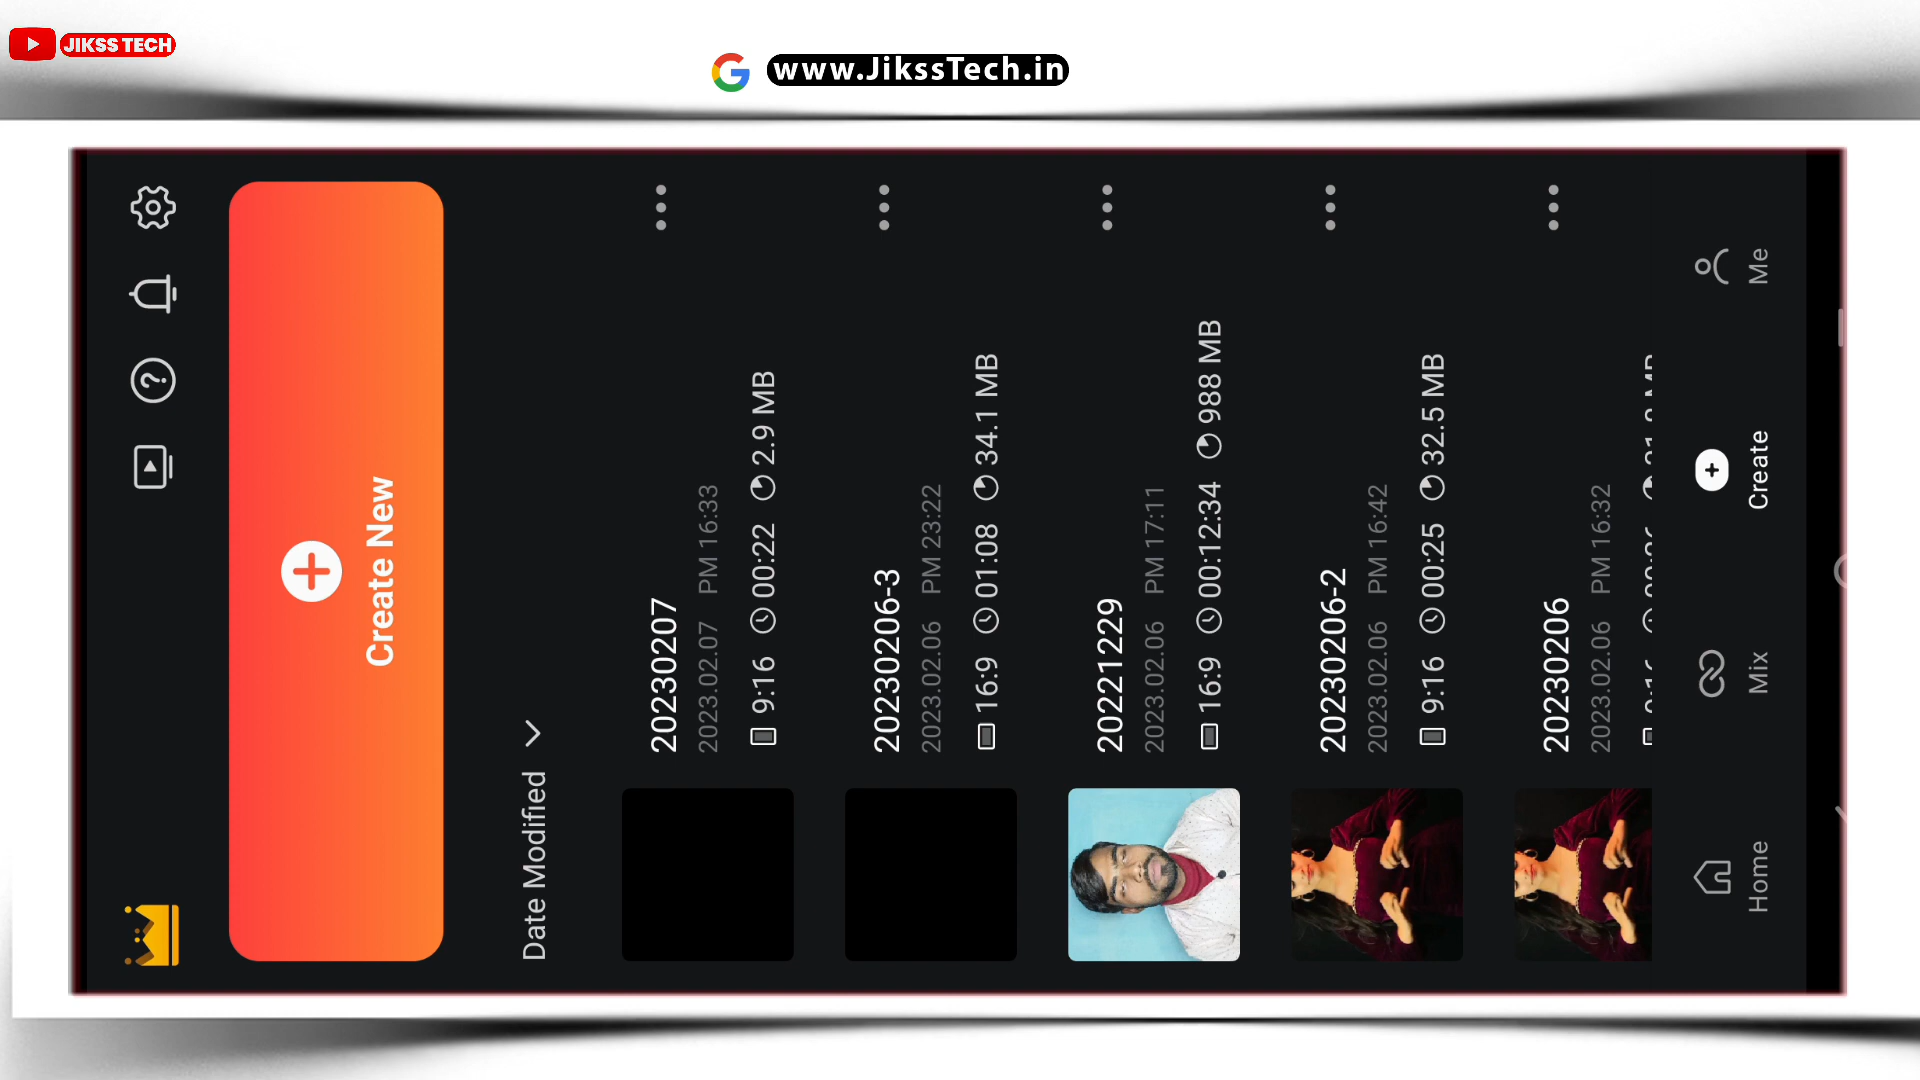 JIKSS TECH
www.JikssTech.in
Create New
Date Modified
20230207
2023.02.07 PM 16:33
9:16 00:22 2.9 MB
20230206-3
2023.02.06 PM 23:22
16:9 01:08 34.1 MB
20221229
2023.02.06 PM 17:11
16:9 00:12:34 988 MB
20230206-2
2023.02.06 PM 16:42
9:16 00:25 32.5 MB
20230206
2023.02.06 PM 16:32
Home
Mix
Create
Me